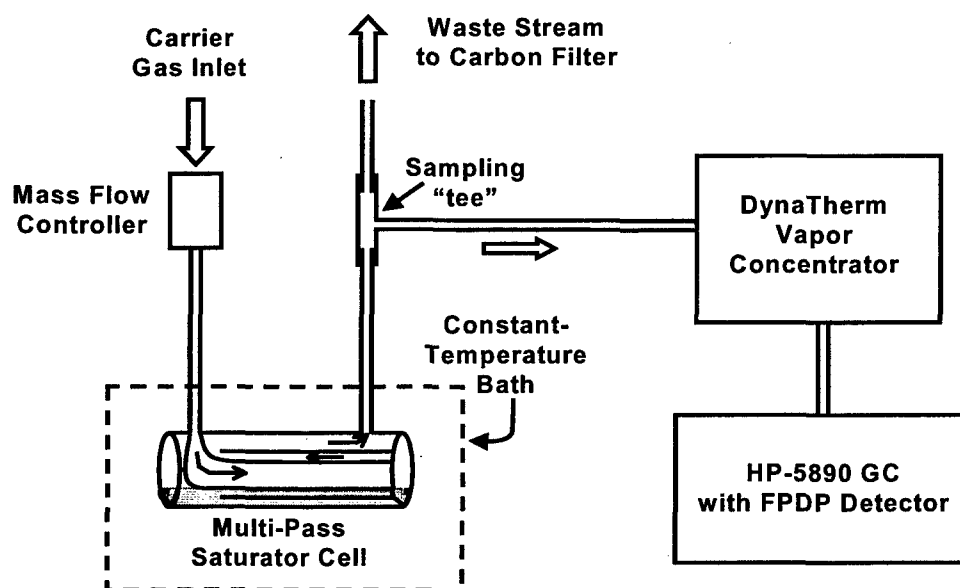 Carrier
Gas Inlet
Waste Stream
to Carbon Filter
Mass Flow
Controller
Sampling
“tee”
DynaTherm
Vapor
Concentrator
Constant-
Temperature
Bath
HP-5890 GC
with FPDP Detector
Multi-Pass
Saturator Cell